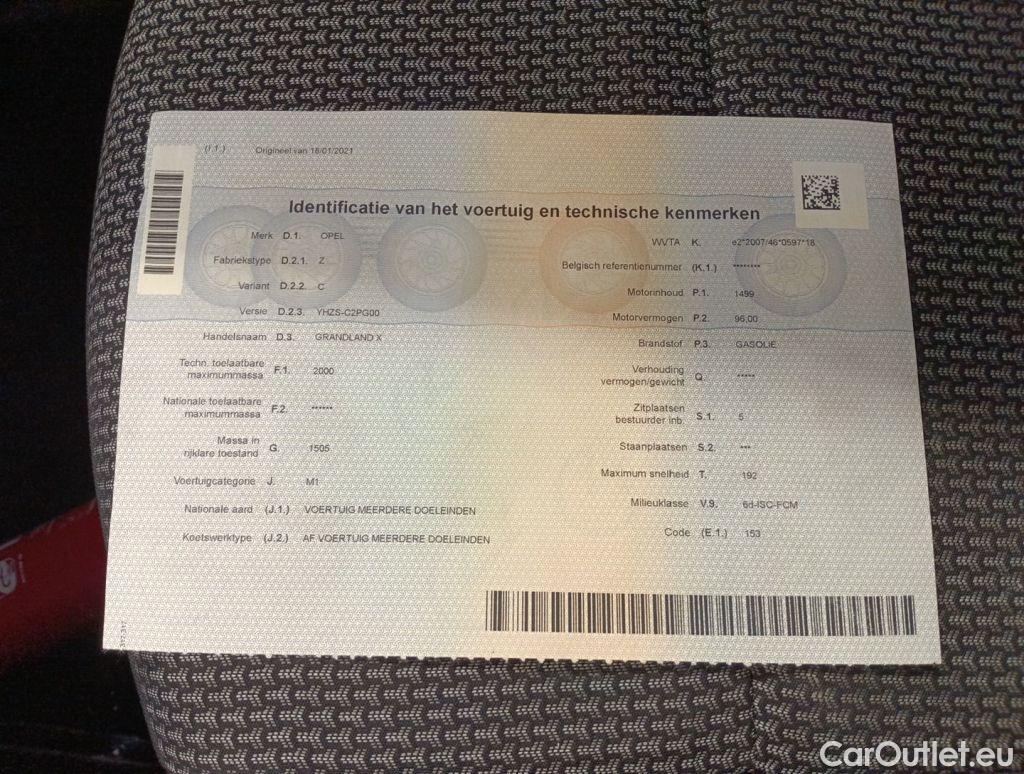 (I.1.) Origineel van 18/01/2021
Identificatie van het voertuig en technische kenmerken
Merk D.1. OPEL
Fabriekstype D.2.1. Z
Variant D.2.2. C
Versie D.2.3. YHZS-C2PG00
Handelsnaam D.3. GRANDLAND X
Techn. toelaatbare
maximummassa F.1. 2000
Nationale toelaatbare
maximummassa F.2. ******
Massa in
rijklare toestand G. 1505
Voertuigcategorie J. M1
Nationale aard (J.1.) VOERTUIG MEERDERE DOELEINDEN
Koetswerktype (J.2.) AF VOERTUIG MEERDERE DOELEINDEN
WVTA K. e2*2007/46*0597*18
Belgisch referentienummer (K.1.) ********
Motorinhoud P.1. 1499
Motorvermogen P.2. 96,00
Brandstof P.3. GASOLIE
Verhouding
vermogen/gewicht Q. *****
Zitplaatsen
bestuurder inb. S.1. 5
Staanplaatsen S.2. ***
Maximum snelheid T. 192
Milieuklasse V.9. 6d-ISC-FCM
Code (E.1.) 153
CarOutlet.eu